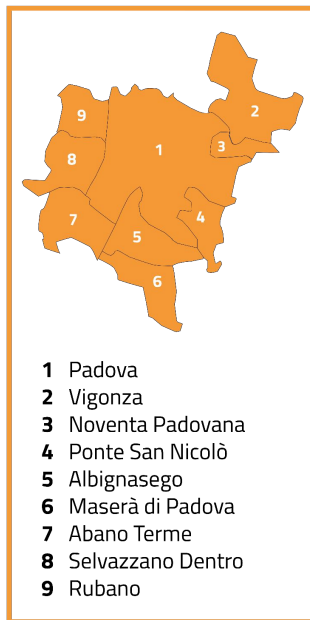 2
9
3
1
8
4
7
5
6
1 Padova
2 Vigonza
3 Noventa Padovana
4 Ponte San Nicolò
5 Albignasego
6 Maserà di Padova
7 Abano Terme
8 Selvazzano Dentro
9 Rubano